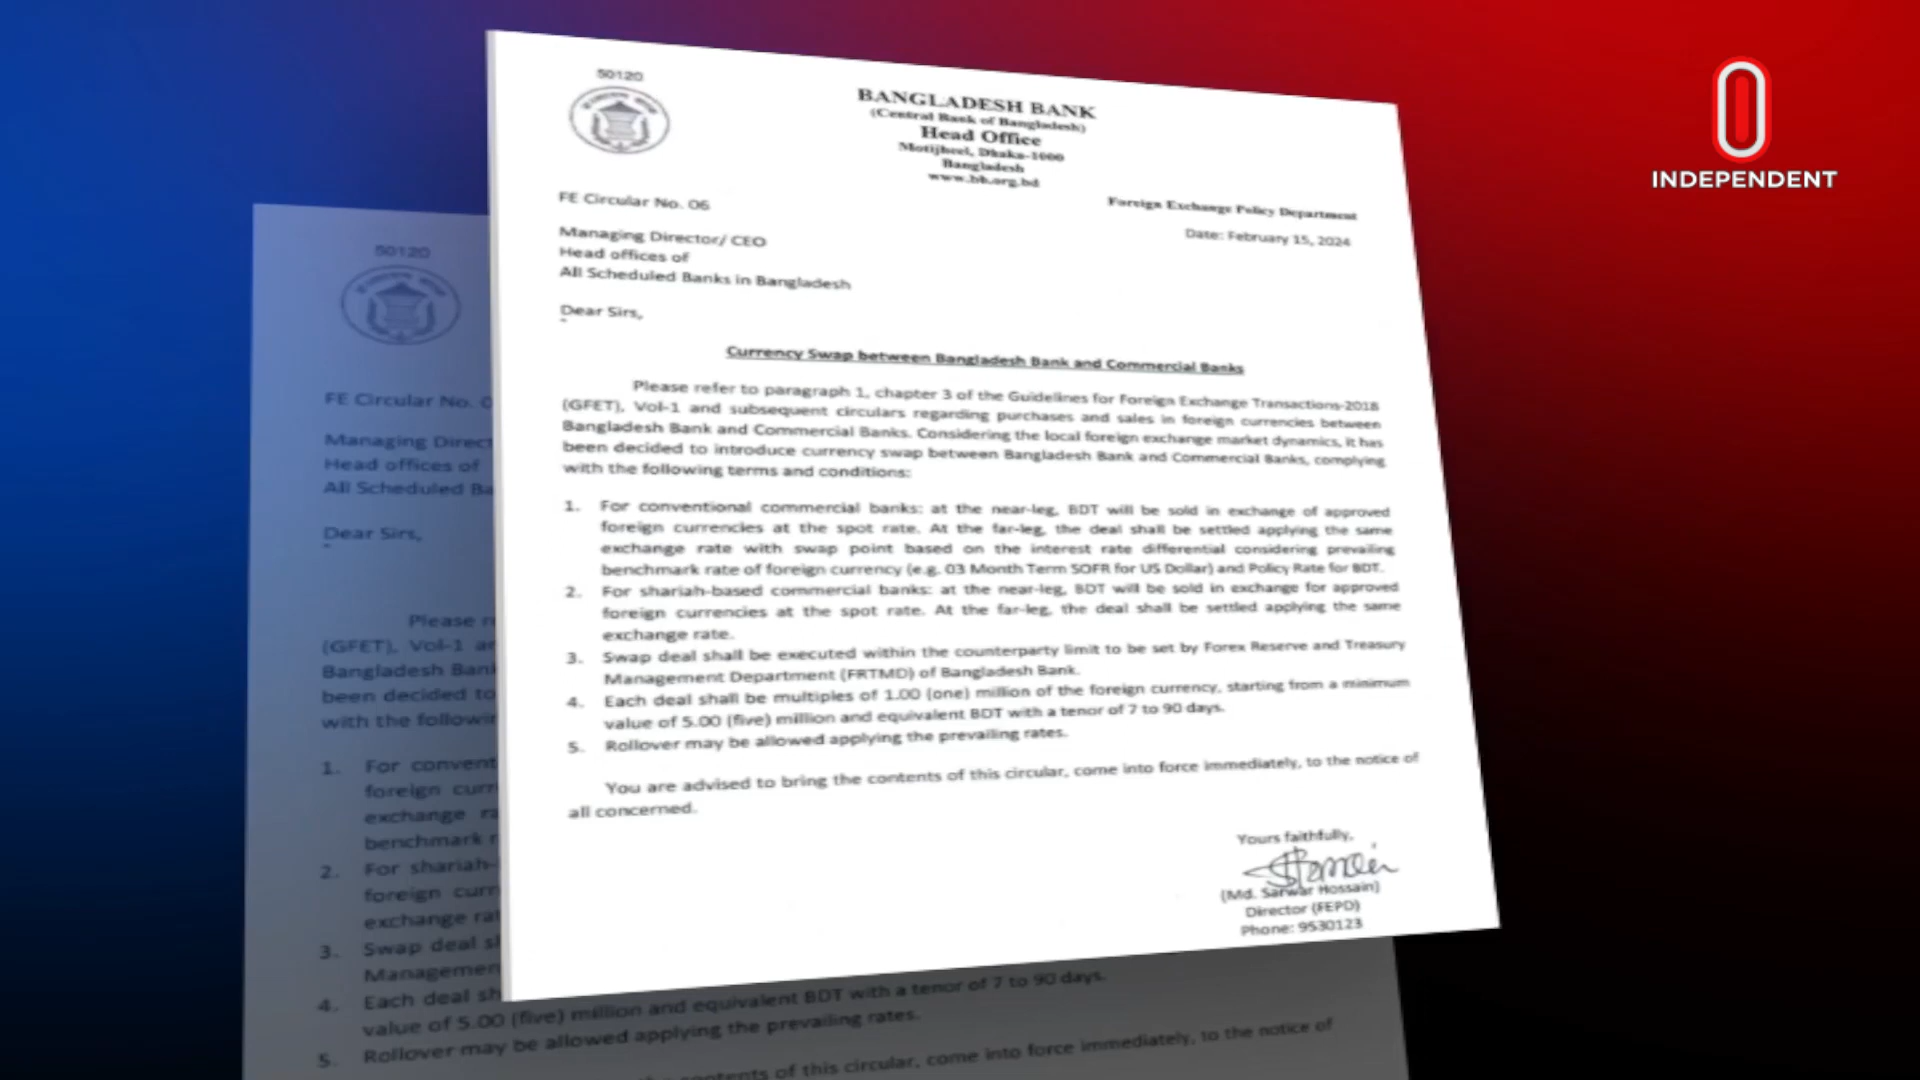 50120
BANGLADESH BANK
(Central Bank of Bangladesh)
Head Office
Motijheel, Dhaka-1000
Bangladesh
www.bb.org.bd
FE Circular No. 06
Foreign Exchange Policy Department
Date: February 15, 2024
Managing Director/ CEO
Head offices of
All Scheduled Banks in Bangladesh
Dear Sirs,
Currency Swap between Bangladesh Bank and Commercial Banks
Please refer to paragraph 1, chapter 3 of the Guidelines for Foreign Exchange Transactions-2018
(GFET), Vol-1 and subsequent circulars regarding purchases and sales in foreign currencies between
Bangladesh Bank and Commercial Banks. Considering the local foreign exchange market dynamics, it has
been decided to introduce currency swap between Bangladesh Bank and Commercial Banks, complying
with the following terms and conditions:
1. For conventional commercial banks: at the near-leg, BDT will be sold in exchange of approved
foreign currencies at the spot rate. At the far-leg, the deal shall be settled applying the same
exchange rate with swap point based on the interest rate differential considering prevailing
benchmark rate of foreign currency (e.g. 03 Month Term SOFR for US Dollar) and Policy Rate for BDT.
2. For shariah-based commercial banks: at the near-leg, BDT will be sold in exchange for approved
foreign currencies at the spot rate. At the far-leg, the deal shall be settled applying the same
exchange rate.
3. Swap deal shall be executed within the counterparty limit to be set by Forex Reserve and Treasury
Management Department (FRTMD) of Bangladesh Bank.
4. Each deal shall be multiples of 1.00 (one) million of the foreign currency, starting from a minimum
value of 5.00 (five) million and equivalent BDT with a tenor of 7 to 90 days.
5. Rollover may be allowed applying the prevailing rates.
You are advised to bring the contents of this circular, come into force immediately, to the notice of
all concerned.
Yours faithfully,
(Md. Sarwar Hossain)
Director (FEPD)
Phone: 9530123
INDEPENDENT
50120
FE Circular No. 0
Managing Direct
Head offices of
All Scheduled Ba
Dear Sirs,
Please r
(GFET), Vol-1 an
Bangladesh Bank
been decided to
with the followin
1. For convent
foreign curr
exchange ra
benchmark r
2. For shariah-
foreign curr
exchange rat
3. Swap deal s
Managemen
4. Each deal sh
value of 5.00 (five) million and equivalent BDT with a tenor of 7 to 90 days.
5. Rollover may be allowed applying the prevailing rates.
contents of this circular, come into force immediately, to the notice of